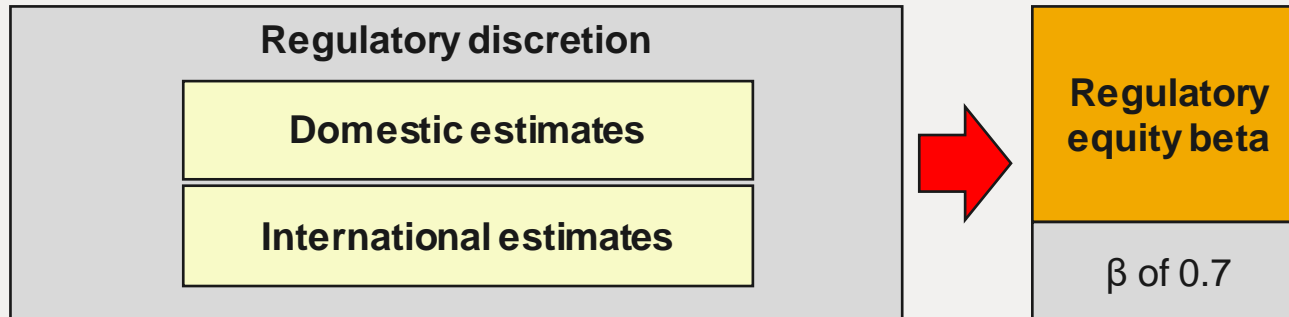 Regulatory discretion
Domestic estimates
International estimates
Regulatory
equity beta
β of 0.7